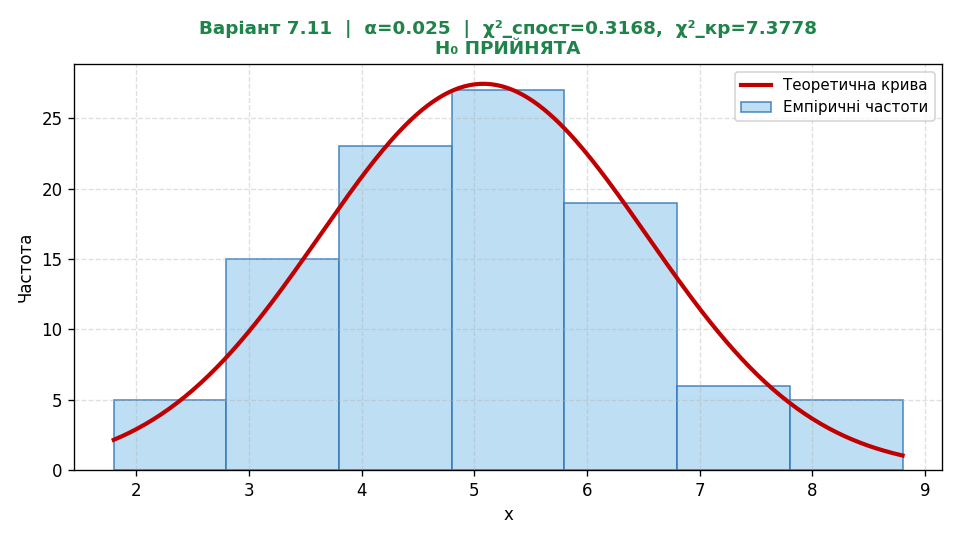 Варіант 7.11 | α=0.025 | χ²_спост=0.3168, χ²_кр=7.3778
H₀ ПРИЙНЯТА
Теоретична крива
Емпіричні частоти
Частота
25
20
15
10
5
0
2 3 4 5 6 7 8 9
x